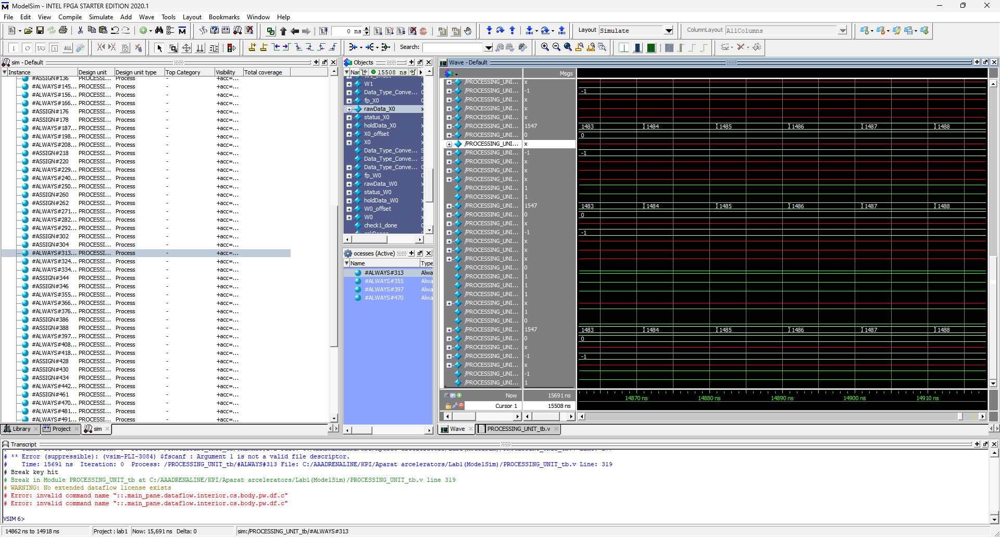 ModelSim - INTEL FPGA STARTER EDITION 2020.1
File Edit View Compile Simulate Add Wave Tools Layout Bookmarks Window Help
0 ns
Layout Simulate
ColumnLayout AllColumns
Search:
sim - Default
Instance Design unit Design unit type Top Category Visibility Total coverage
#ASSIGN#136 PROCESSI... Process - +acc=...
#ALWAYS#145... PROCESSI... Process - +acc=...
#ALWAYS#156... PROCESSI... Process - +acc=...
#ALWAYS#166... PROCESSI... Process - +acc=...
#ASSIGN#176 PROCESSI... Process - +acc=...
#ASSIGN#178 PROCESSI... Process - +acc=...
#ALWAYS#187... PROCESSI... Process - +acc=...
#ALWAYS#198... PROCESSI... Process - +acc=...
#ALWAYS#208... PROCESSI... Process - +acc=...
#ASSIGN#218 PROCESSI... Process - +acc=...
#ASSIGN#220 PROCESSI... Process - +acc=...
#ALWAYS#229... PROCESSI... Process - +acc=...
#ALWAYS#240... PROCESSI... Process - +acc=...
#ALWAYS#250... PROCESSI... Process - +acc=...
#ASSIGN#260 PROCESSI... Process - +acc=...
#ASSIGN#262 PROCESSI... Process - +acc=...
#ALWAYS#271... PROCESSI... Process - +acc=...
#ALWAYS#282... PROCESSI... Process - +acc=...
#ALWAYS#292... PROCESSI... Process - +acc=...
#ASSIGN#302 PROCESSI... Process - +acc=...
#ASSIGN#304 PROCESSI... Process - +acc=...
#ALWAYS#313... PROCESSI... Process - +acc=...
#ALWAYS#324... PROCESSI... Process - +acc=...
#ALWAYS#334... PROCESSI... Process - +acc=...
#ASSIGN#344 PROCESSI... Process - +acc=...
#ASSIGN#346 PROCESSI... Process - +acc=...
#ALWAYS#355... PROCESSI... Process - +acc=...
#ALWAYS#366... PROCESSI... Process - +acc=...
#ALWAYS#376... PROCESSI... Process - +acc=...
#ASSIGN#386 PROCESSI... Process - +acc=...
#ASSIGN#388 PROCESSI... Process - +acc=...
#ALWAYS#397... PROCESSI... Process - +acc=...
#ALWAYS#408... PROCESSI... Process - +acc=...
#ALWAYS#418... PROCESSI... Process - +acc=...
#ASSIGN#428 PROCESSI... Process - +acc=...
#ASSIGN#430 PROCESSI... Process - +acc=...
#ASSIGN#434 PROCESSI... Process - +acc=...
#ALWAYS#442... PROCESSI... Process - +acc=...
#ASSIGN#461 PROCESSI... Process - +acc=...
#ALWAYS#470... PROCESSI... Process - +acc=...
#ALWAYS#481... PROCESSI... Process - +acc=...
#ALWAYS#491... PROCESSI... Process - +acc=...
Library Project sim
Objects
15508 ns
W1
Data_Type_Conve...
fp_X0
rawData_X0
status_X0
holdData_X0
X0_offset
X0
Data_Type_Conve...
Data_Type_Conve...
Data_Type_Conve...
fp_W0
rawData_W0
status_W0
holdData_W0
W0_offset
W0
check1_done
ocesses (Active)
Name Type
#ALWAYS#313 Alwa
#ALWAYS#355 Alwa
#ALWAYS#397 Alwa
#ALWAYS#470 Alwa
Wave - Default
Msgs
/PROCESSING_UNI... x
/PROCESSING_UNI... -1 -1
/PROCESSING_UNI... x
/PROCESSING_UNI... x
/PROCESSING_UNI... x
/PROCESSING_UNI... 1547 1483 1484 1485 1486 1487 1488
/PROCESSING_UNI... 0 0
/PROCESSING_UNI... x
/PROCESSING_UNI... -1 -1
/PROCESSING_UNI... x
/PROCESSING_UNI... x
/PROCESSING_UNI... x
/PROCESSING_UNI... 1
/PROCESSING_UNI... 1
/PROCESSING_UNI... 1547 1483 1484 1485 1486 1487 1488
/PROCESSING_UNI... 0 0
/PROCESSING_UNI... x
/PROCESSING_UNI... -1 -1
/PROCESSING_UNI... x
/PROCESSING_UNI... x
/PROCESSING_UNI... x
/PROCESSING_UNI... 0
/PROCESSING_UNI... 1
/PROCESSING_UNI... 1
/PROCESSING_UNI... 1
/PROCESSING_UNI... x
/PROCESSING_UNI... 1
/PROCESSING_UNI... 0
/PROCESSING_UNI... 1547 1483 1484 1485 1486 1487 1488
/PROCESSING_UNI... 0 0
/PROCESSING_UNI... x
/PROCESSING_UNI... -1 -1
/PROCESSING_UNI... x
/PROCESSING_UNI... -1
/PROCESSING_UNI... 1
Now 15691 ns 14870 ns 14880 ns 14890 ns 14900 ns 14910 ns
Cursor 1 15508 ns
Wave PROCESSING_UNIT_tb.v
Transcript
# ** Error (suppressible): (vsim-PLI-3084) $fscanf : Argument 1 is not a valid file descriptor.
# Time: 15691 ns Iteration: 0 Process: /PROCESSING_UNIT_tb/#ALWAYS#313 File: C:/AAADRENALINE/KPI/Aparat arcelerators/Lab1(ModelSim)/PROCESSING_UNIT_tb.v Line: 319
# Break key hit
# Break in Module PROCESSING_UNIT_tb at C:/AAADRENALINE/KPI/Aparat arcelerators/Lab1(ModelSim)/PROCESSING_UNIT_tb.v line 319
# WARNING: No extended dataflow license exists
# Error: invalid command name "::.main_pane.dataflow.interior.cs.body.pw.df.c"
# Error: invalid command name "::.main_pane.dataflow.interior.cs.body.pw.df.c"
VSIM 6>
14862 ns to 14918 ns Project : lab1 Now: 15,691 ns Delta: 0 sim:/PROCESSING_UNIT_tb/#ALWAYS#313